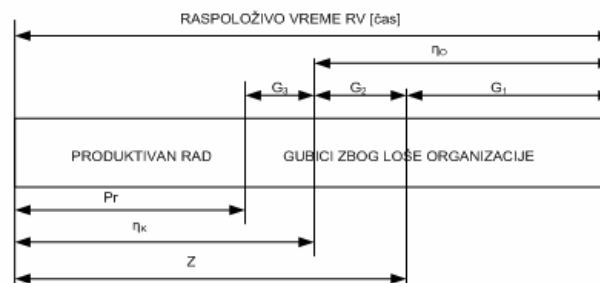 RASPOLOŽIVO VREME RV [čas]
ηO
G3 G2 G1
PRODUKTIVAN RAD GUBICI ZBOG LOŠE ORGANIZACIJE
Pr
ηK
Z